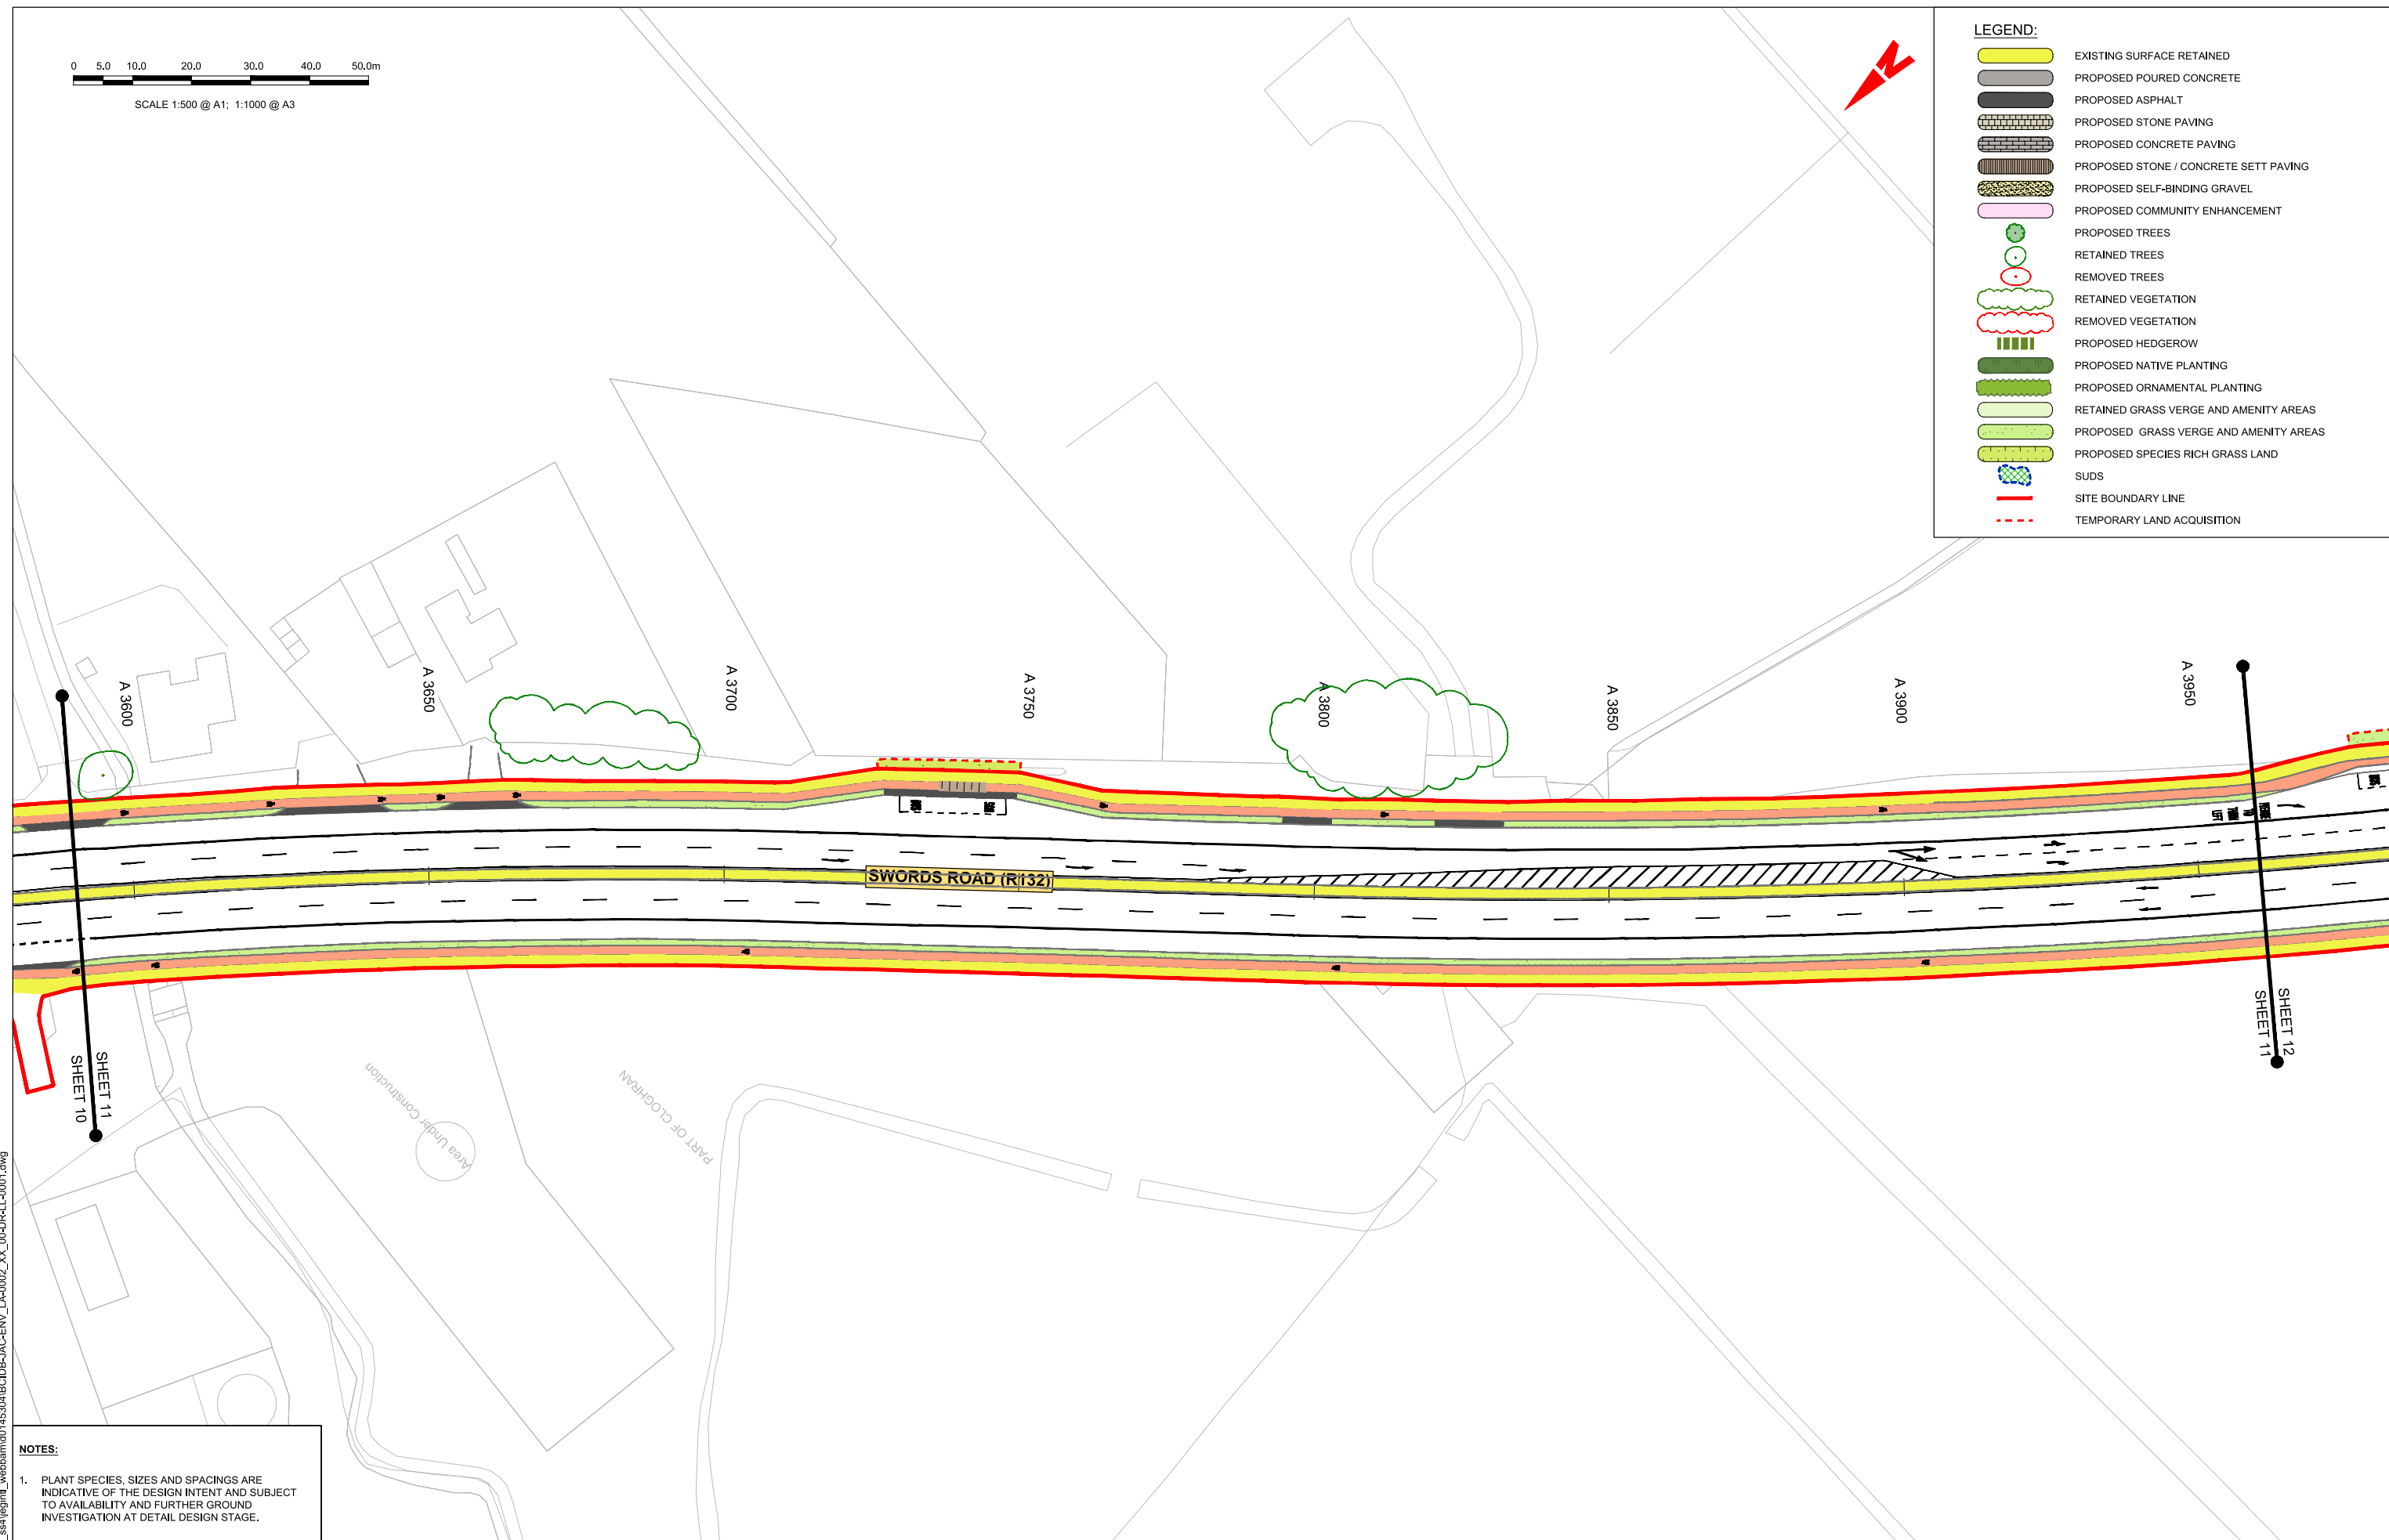 0 5.0 10.0 20.0 30.0 40.0 50.0m
SCALE 1:500 @ A1; 1:1000 @ A3
N
LEGEND:
EXISTING SURFACE RETAINED
PROPOSED POURED CONCRETE
PROPOSED ASPHALT
PROPOSED STONE PAVING
PROPOSED CONCRETE PAVING
PROPOSED STONE / CONCRETE SETT PAVING
PROPOSED SELF-BINDING GRAVEL
PROPOSED COMMUNITY ENHANCEMENT
PROPOSED TREES
RETAINED TREES
REMOVED TREES
RETAINED VEGETATION
REMOVED VEGETATION
PROPOSED HEDGEROW
PROPOSED NATIVE PLANTING
PROPOSED ORNAMENTAL PLANTING
RETAINED GRASS VERGE AND AMENITY AREAS
PROPOSED GRASS VERGE AND AMENITY AREAS
PROPOSED SPECIES RICH GRASS LAND
SUDS
SITE BOUNDARY LINE
TEMPORARY LAND ACQUISITION
A 3600
A 3650
A 3700
A 3750
A 3800
A 3850
A 3900
A 3950
SWORDS ROAD (R132)
SHEET 11
SHEET 10
SHEET 12
SHEET 11
Area Under Construction
PART OF CLOGHRAN
NOTES:
1. PLANT SPECIES, SIZES AND SPACINGS ARE
INDICATIVE OF THE DESIGN INTENT AND SUBJECT
TO AVAILABILITY AND FURTHER GROUND
INVESTIGATION AT DETAIL DESIGN STAGE.